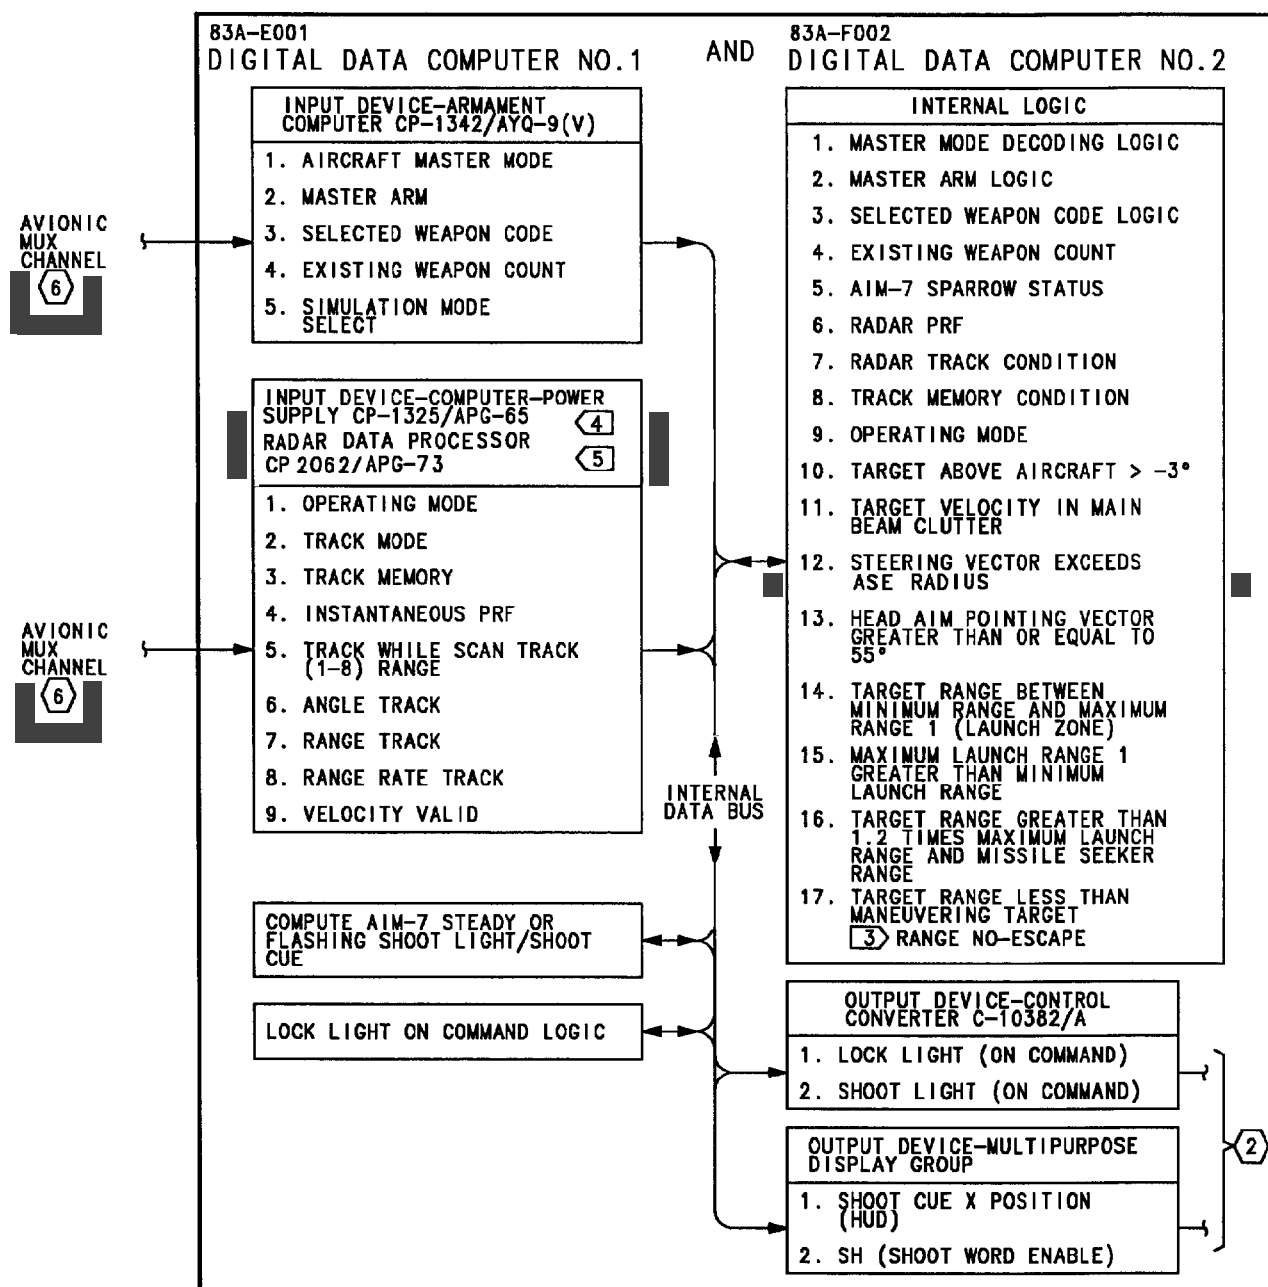 83A-E001
DIGITAL DATA COMPUTER NO.1
AND
83A-F002
DIGITAL DATA COMPUTER NO.2
AVIONIC
MUX
CHANNEL
6
INPUT DEVICE-ARMAMENT
COMPUTER CP-1342/AYQ-9(V)
1. AIRCRAFT MASTER MODE
2. MASTER ARM
3. SELECTED WEAPON CODE
4. EXISTING WEAPON COUNT
5. SIMULATION MODE
SELECT
AVIONIC
MUX
CHANNEL
6
INPUT DEVICE-COMPUTER-POWER
SUPPLY CP-1325/APG-65
4
RADAR DATA PROCESSOR
CP 2062/APG-73
5
1. OPERATING MODE
2. TRACK MODE
3. TRACK MEMORY
4. INSTANTANEOUS PRF
5. TRACK WHILE SCAN TRACK
(1-8) RANGE
6. ANGLE TRACK
7. RANGE TRACK
8. RANGE RATE TRACK
9. VELOCITY VALID
INTERNAL
DATA BUS
COMPUTE AIM-7 STEADY OR
FLASHING SHOOT LIGHT/SHOOT
CUE
LOCK LIGHT ON COMMAND LOGIC
INTERNAL LOGIC
1. MASTER MODE DECODING LOGIC
2. MASTER ARM LOGIC
3. SELECTED WEAPON CODE LOGIC
4. EXISTING WEAPON COUNT
5. AIM-7 SPARROW STATUS
6. RADAR PRF
7. RADAR TRACK CONDITION
8. TRACK MEMORY CONDITION
9. OPERATING MODE
10. TARGET ABOVE AIRCRAFT > -3°
11. TARGET VELOCITY IN MAIN
BEAM CLUTTER
12. STEERING VECTOR EXCEEDS
ASE RADIUS
13. HEAD AIM POINTING VECTOR
GREATER THAN OR EQUAL TO
55°
14. TARGET RANGE BETWEEN
MINIMUM RANGE AND MAXIMUM
RANGE 1 (LAUNCH ZONE)
15. MAXIMUM LAUNCH RANGE 1
GREATER THAN MINIMUM
LAUNCH RANGE
16. TARGET RANGE GREATER THAN
1.2 TIMES MAXIMUM LAUNCH
RANGE AND MISSILE SEEKER
RANGE
17. TARGET RANGE LESS THAN
MANEUVERING TARGET
3 RANGE NO-ESCAPE
OUTPUT DEVICE-CONTROL
CONVERTER C-10382/A
1. LOCK LIGHT (ON COMMAND)
2. SHOOT LIGHT (ON COMMAND)
OUTPUT DEVICE-MULTIPURPOSE
DISPLAY GROUP
1. SHOOT CUE X POSITION
(HUD)
2. SH (SHOOT WORD ENABLE)
2